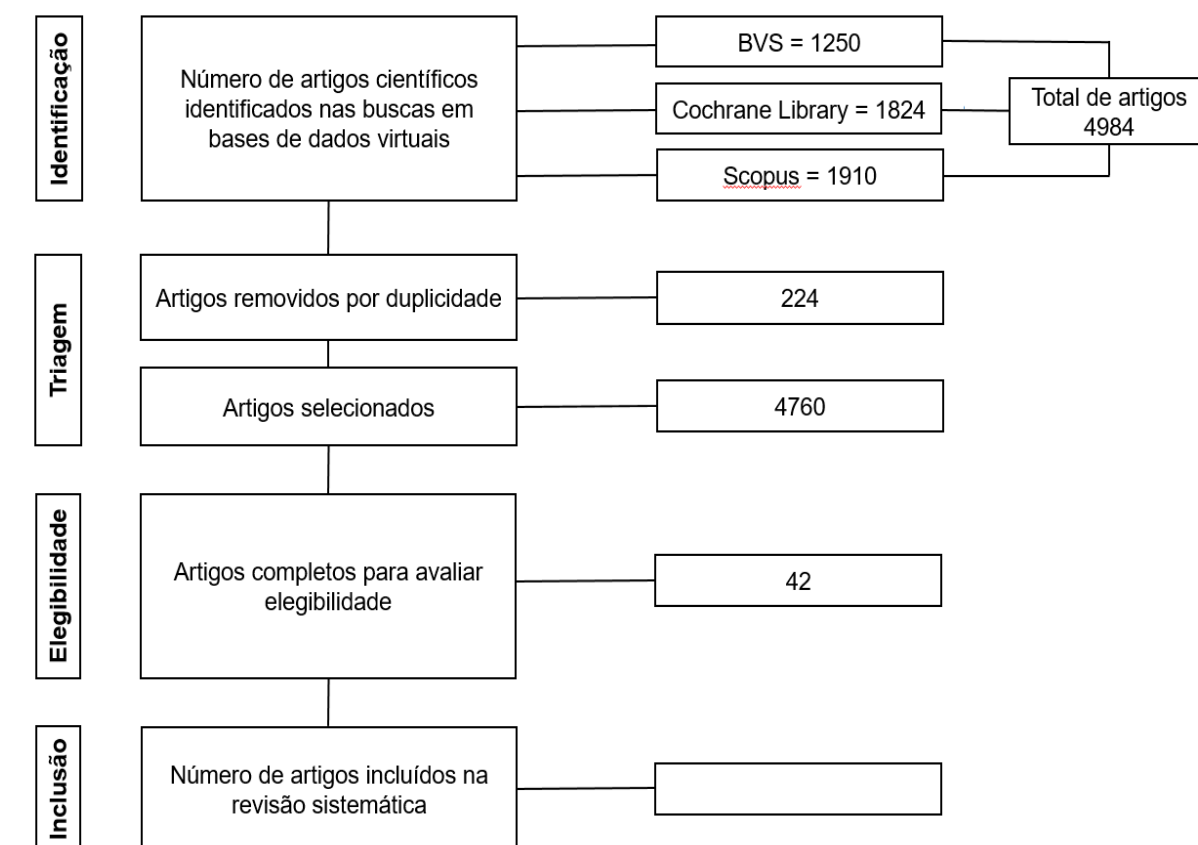 Identificação
Número de artigos científicos
identificados nas buscas em
bases de dados virtuais
BVS = 1250
Cochrane Library = 1824
Scopus = 1910
Total de artigos
4984
Triagem
Artigos removidos por duplicidade
224
Artigos selecionados
4760
Elegibilidade
Artigos completos para avaliar
elegibilidade
42
Inclusão
Número de artigos incluídos na
revisão sistemática